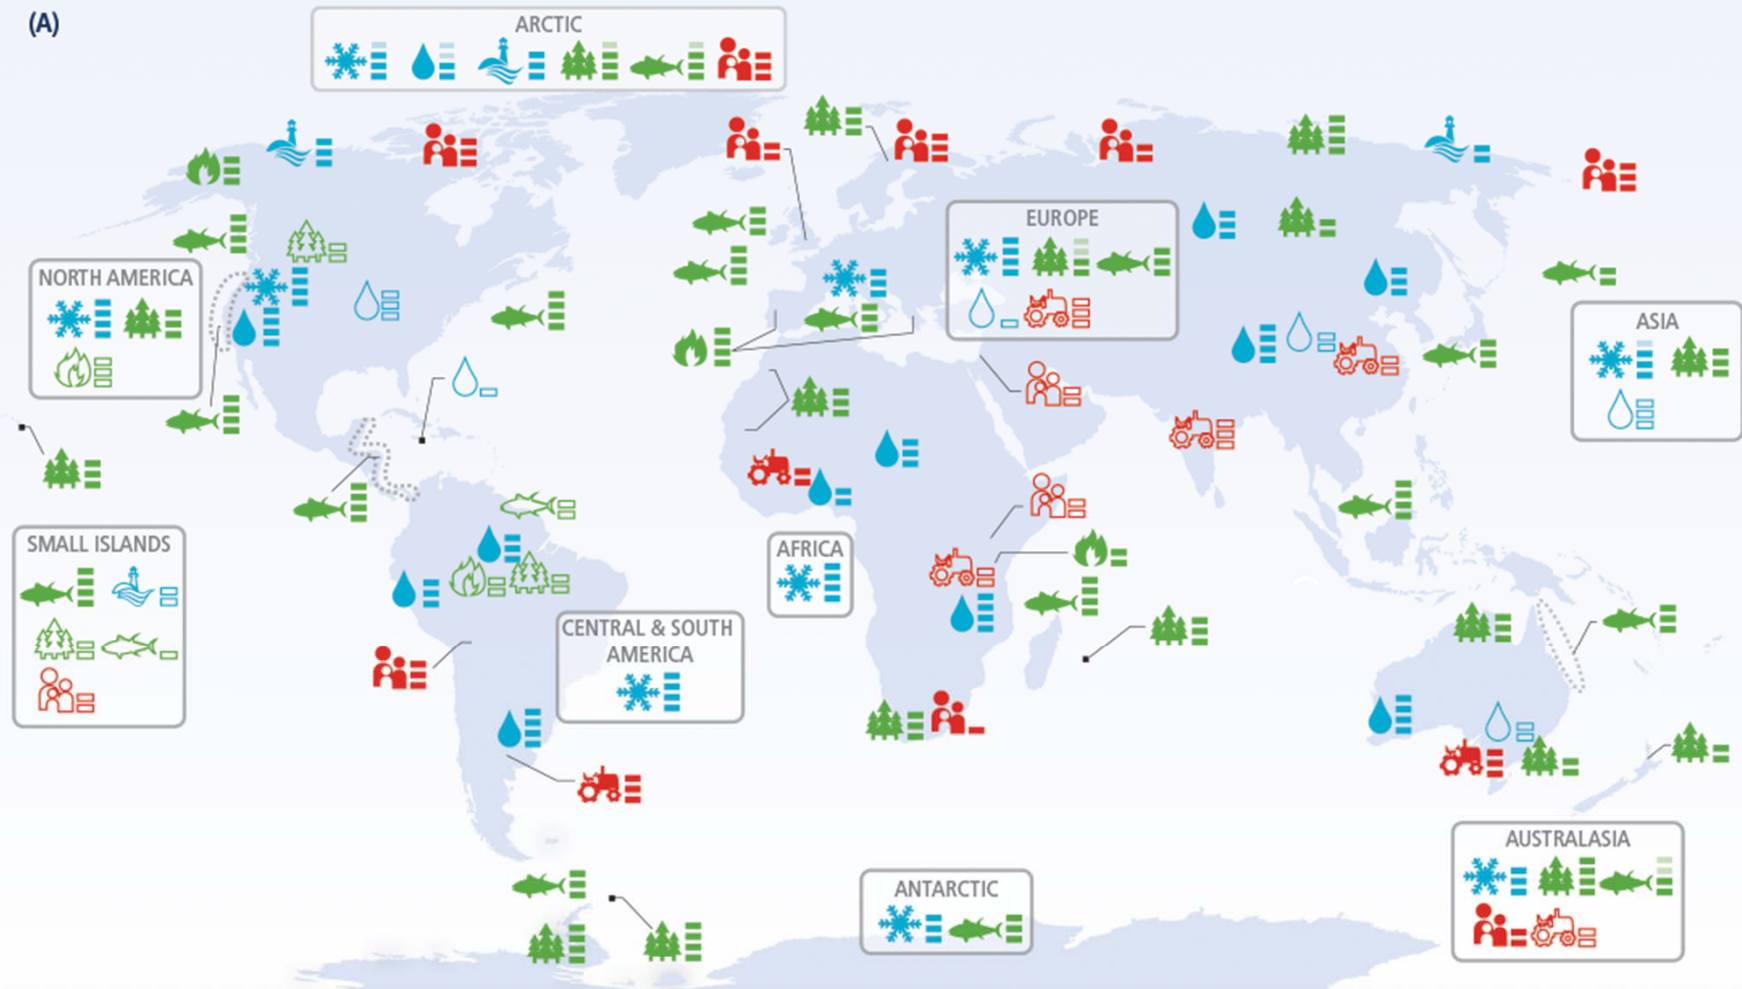 (A)
ARCTIC
EUROPE
NORTH AMERICA
ASIA
SMALL ISLANDS
AFRICA
CENTRAL & SOUTH
AMERICA
AUSTRALASIA
ANTARCTIC